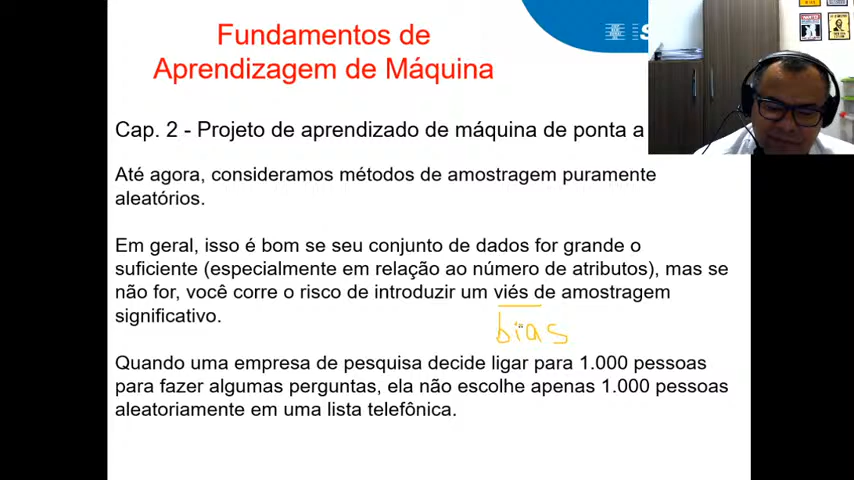 Fundamentos de
Aprendizagem de Máquina
Cap. 2 - Projeto de aprendizado de máquina de ponta a
Até agora, consideramos métodos de amostragem puramente
aleatórios.
Em geral, isso é bom se seu conjunto de dados for grande o
suficiente (especialmente em relação ao número de atributos), mas se
não for, você corre o risco de introduzir um viés de amostragem
significativo.
bias
Quando uma empresa de pesquisa decide ligar para 1.000 pessoas
para fazer algumas perguntas, ela não escolhe apenas 1.000 pessoas
aleatoriamente em uma lista telefônica.